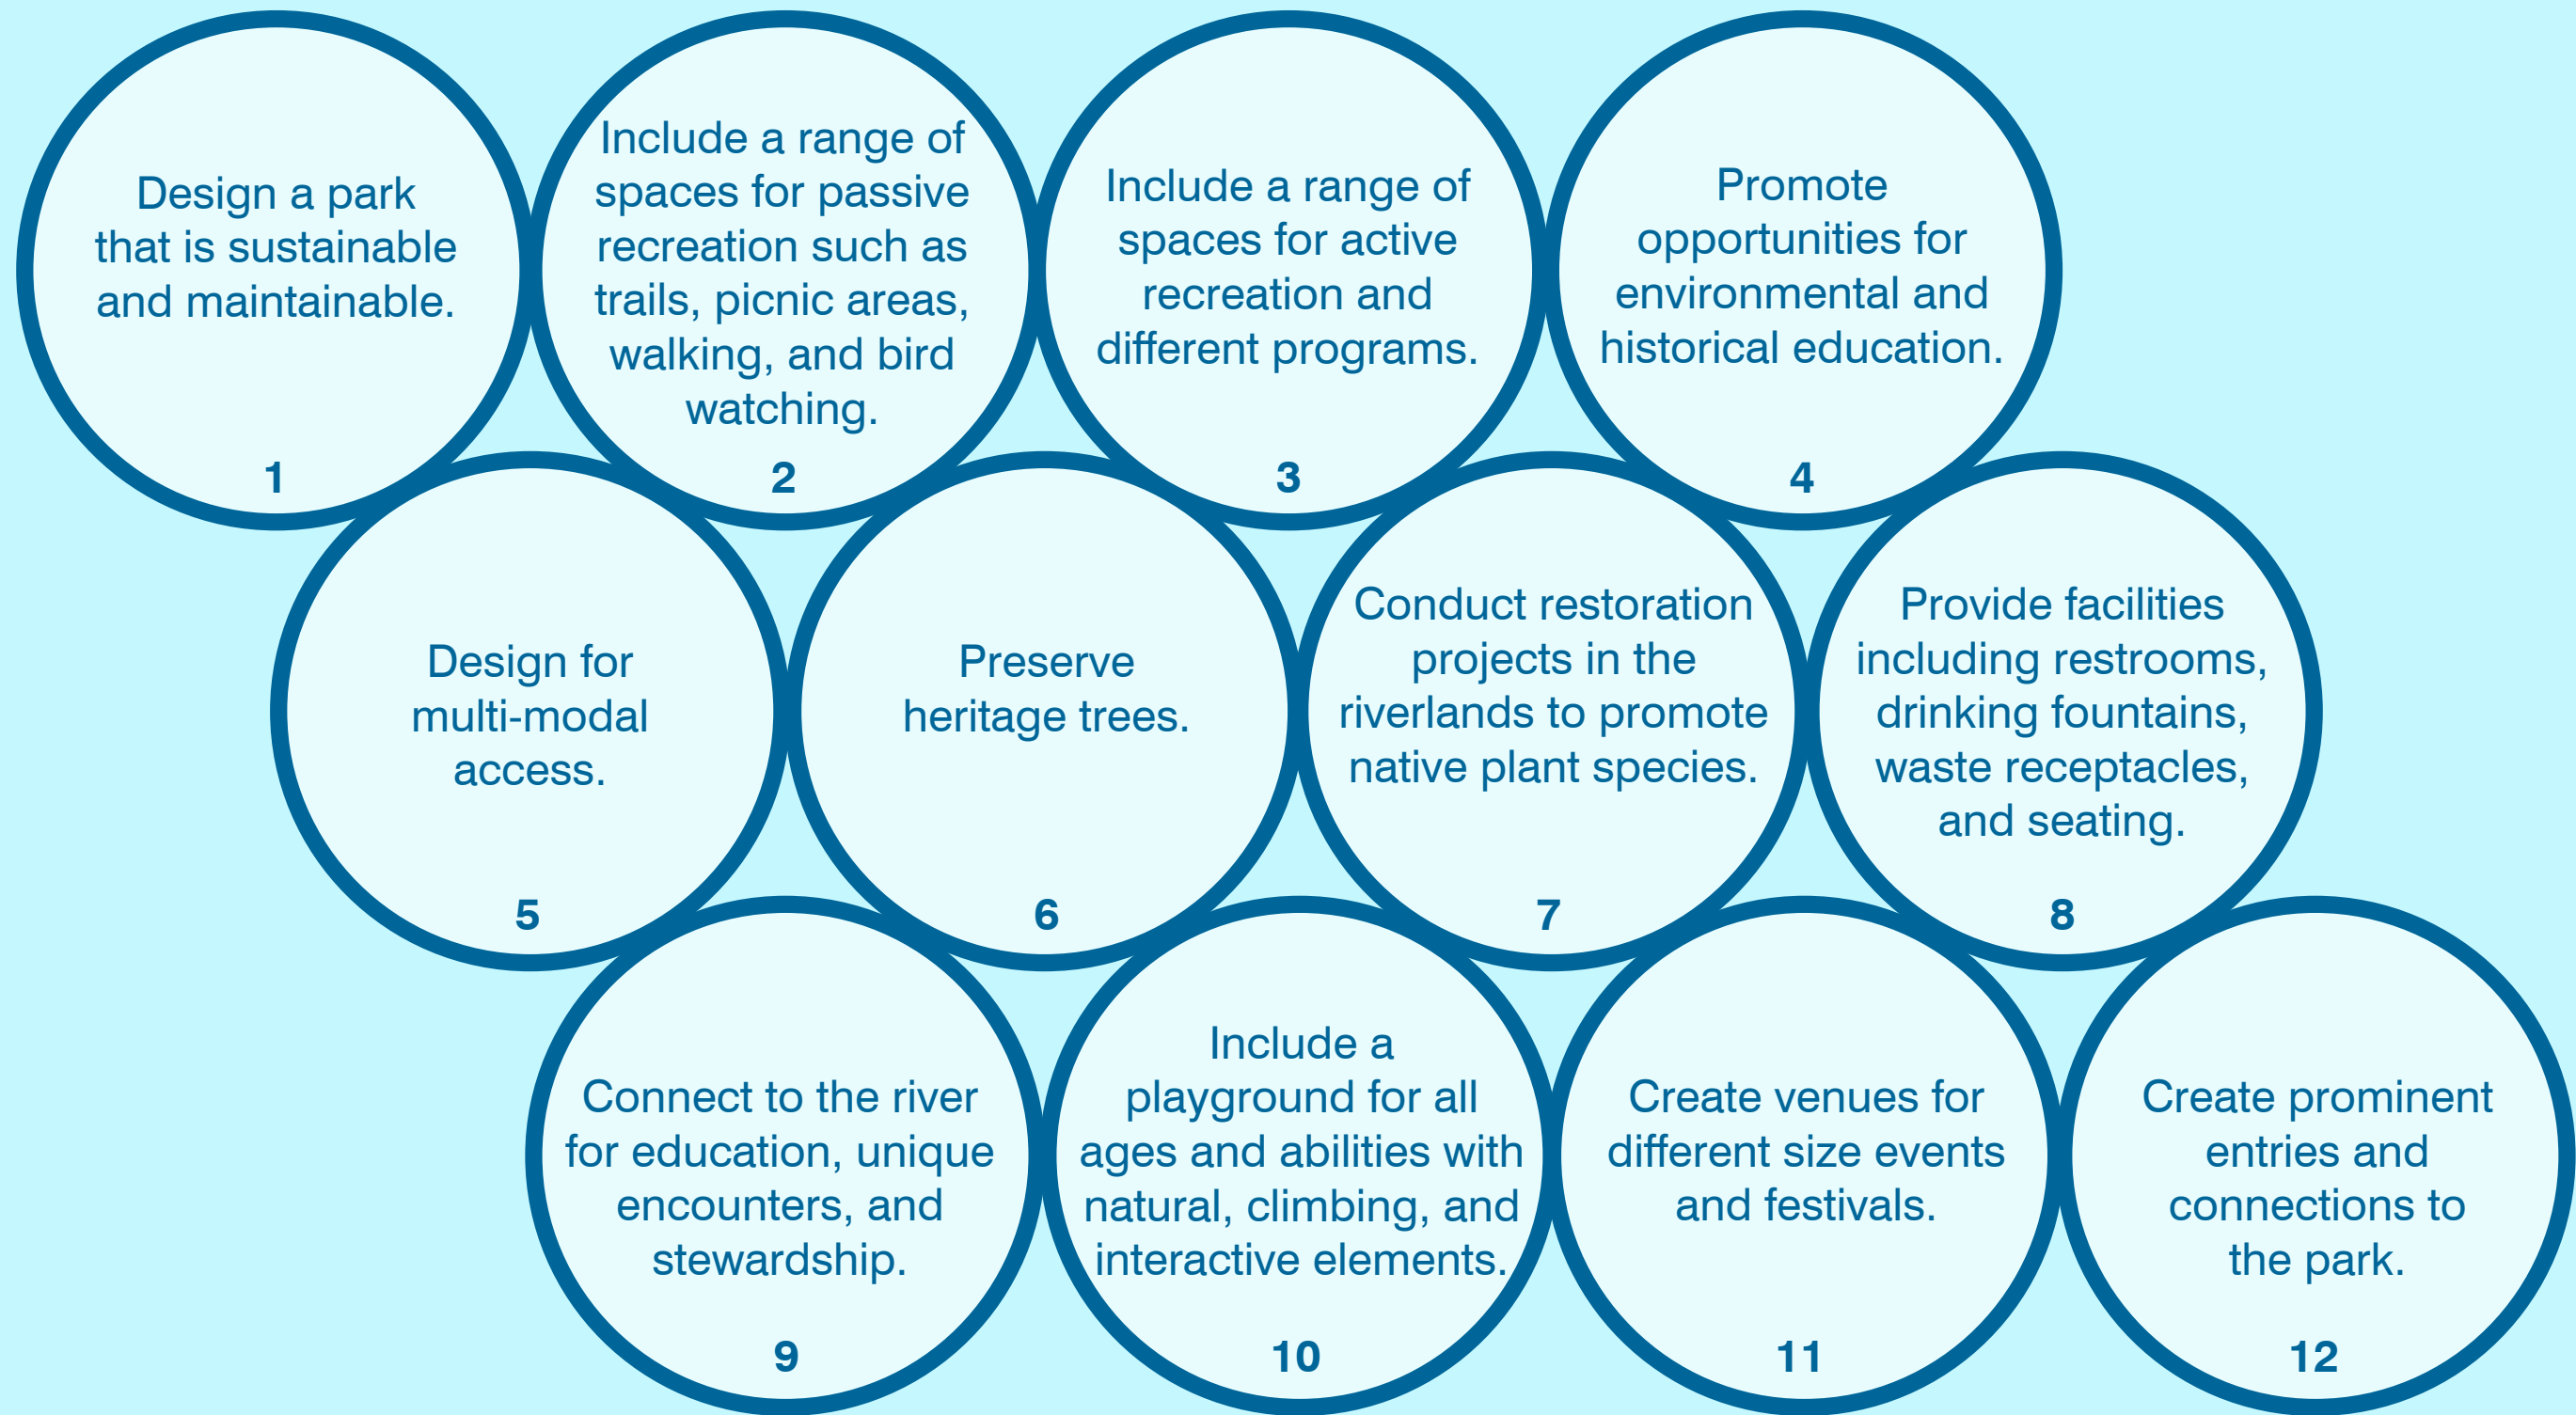 Design a park
that is sustainable
and maintainable.
1
Include a range of
spaces for passive
recreation such as
trails, picnic areas,
walking, and bird
watching.
2
Include a range of
spaces for active
recreation and
different programs.
3
Promote
opportunities for
environmental and
historical education.
4
Design for
multi-modal
access.
5
Preserve
heritage trees.
6
Conduct restoration
projects in the
riverlands to promote
native plant species.
7
Provide facilities
including restrooms,
drinking fountains,
waste receptacles,
and seating.
8
Connect to the river
for education, unique
encounters, and
stewardship.
9
Include a
playground for all
ages and abilities with
natural, climbing, and
interactive elements.
10
Create venues for
different size events
and festivals.
11
Create prominent
entries and
connections to
the park.
12